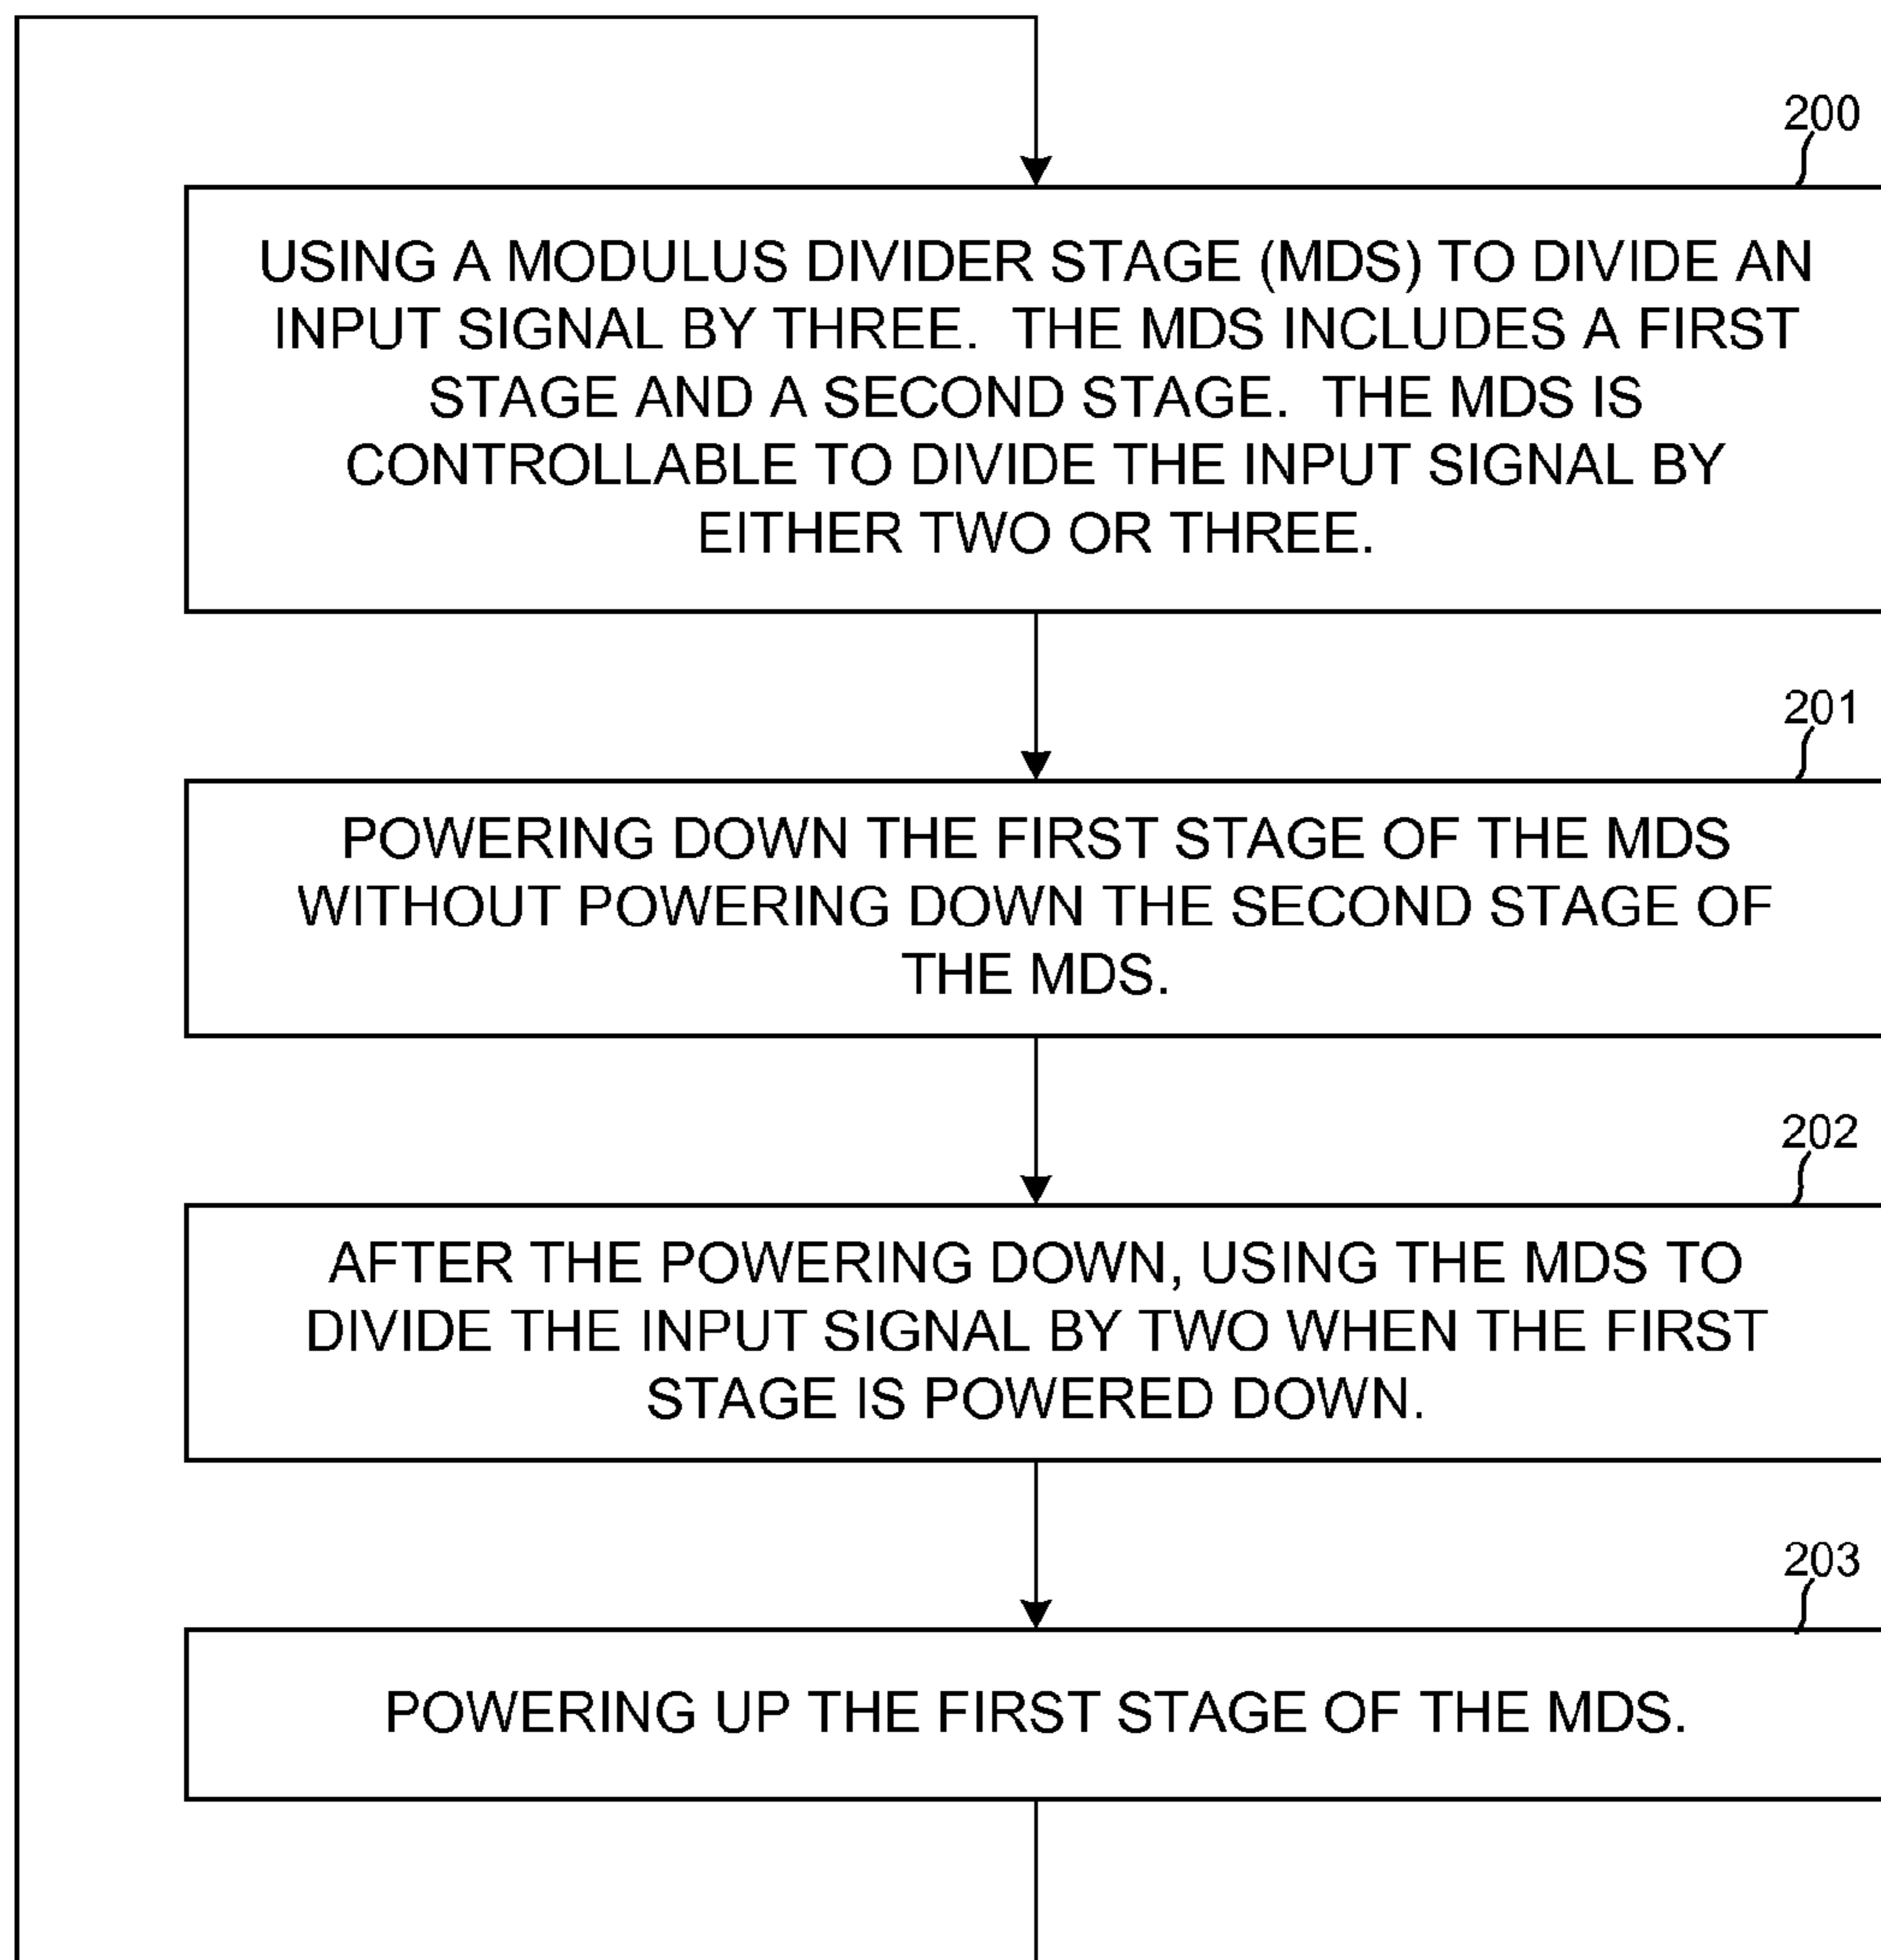 200
USING A MODULUS DIVIDER STAGE (MDS) TO DIVIDE AN
INPUT SIGNAL BY THREE. THE MDS INCLUDES A FIRST
STAGE AND A SECOND STAGE. THE MDS IS
CONTROLLABLE TO DIVIDE THE INPUT SIGNAL BY
EITHER TWO OR THREE.
201
POWERING DOWN THE FIRST STAGE OF THE MDS
WITHOUT POWERING DOWN THE SECOND STAGE OF
THE MDS.
202
AFTER THE POWERING DOWN, USING THE MDS TO
DIVIDE THE INPUT SIGNAL BY TWO WHEN THE FIRST
STAGE IS POWERED DOWN.
203
POWERING UP THE FIRST STAGE OF THE MDS.